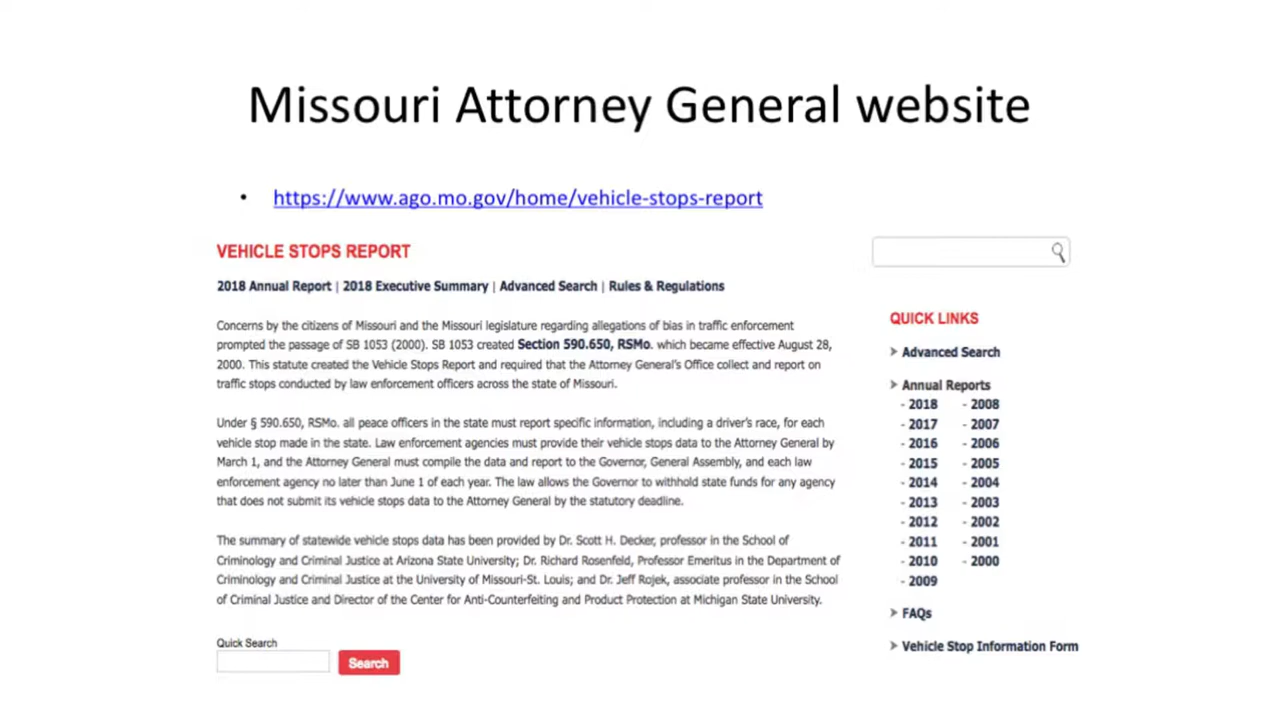 Missouri Attorney General website
• https://www.ago.mo.gov/home/vehicle-stops-report
VEHICLE STOPS REPORT
2018 Annual Report | 2018 Executive Summary | Advanced Search | Rules & Regulations
Concerns by the citizens of Missouri and the Missouri legislature regarding allegations of bias in traffic enforcement
prompted the passage of SB 1053 (2000). SB 1053 created Section 590.650, RSMo. which became effective August 28,
2000. This statute created the Vehicle Stops Report and required that the Attorney General's Office collect and report on
traffic stops conducted by law enforcement officers across the state of Missouri.
Under § 590.650, RSMo. all peace officers in the state must report specific information, including a driver's race, for each
vehicle stop made in the state. Law enforcement agencies must provide their vehicle stops data to the Attorney General by
March 1, and the Attorney General must compile the data and report to the Governor, General Assembly, and each law
enforcement agency no later than June 1 of each year. The law allows the Governor to withhold state funds for any agency
that does not submit its vehicle stops data to the Attorney General by the statutory deadline.
The summary of statewide vehicle stops data has been provided by Dr. Scott H. Decker, professor in the School of
Criminology and Criminal Justice at Arizona State University; Dr. Richard Rosenfeld, Professor Emeritus in the Department of
Criminology and Criminal Justice at the University of Missouri-St. Louis; and Dr. Jeff Rojek, associate professor in the School
of Criminal Justice and Director of the Center for Anti-Counterfeiting and Product Protection at Michigan State University.
Quick Search
Search
QUICK LINKS
Advanced Search
Annual Reports
- 2018 - 2008
- 2017 - 2007
- 2016 - 2006
- 2015 - 2005
- 2014 - 2004
- 2013 - 2003
- 2012 - 2002
- 2011 - 2001
- 2010 - 2000
- 2009
FAQs
Vehicle Stop Information Form